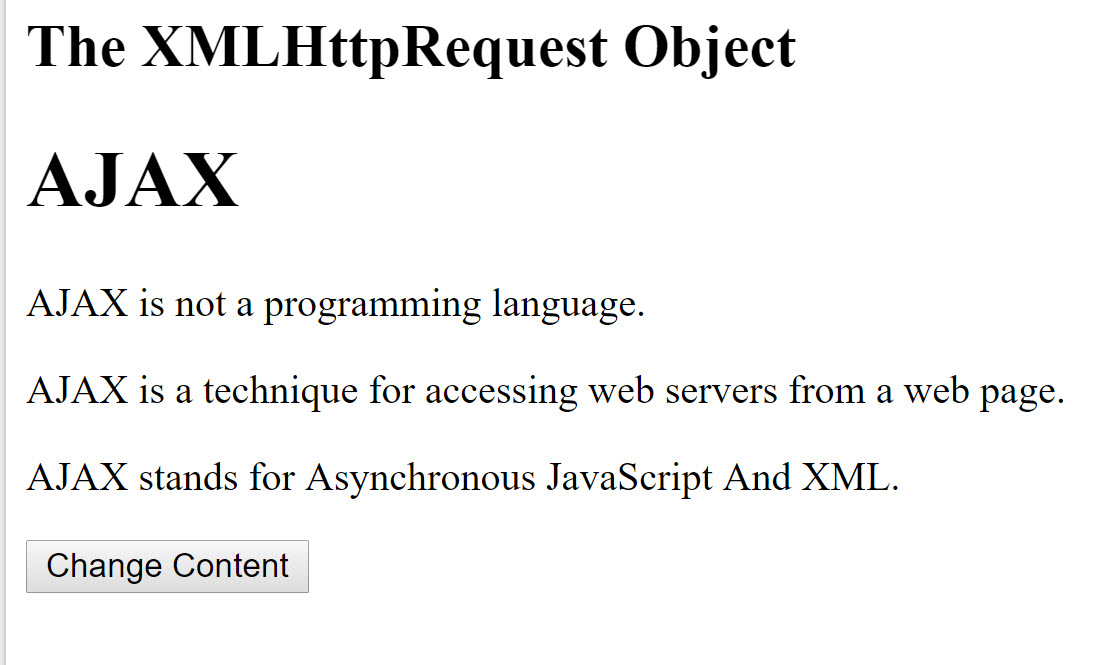 The XMLHttpRequest Object
AJAX
AJAX is not a programming language.
AJAX is a technique for accessing web servers from a web page.
AJAX stands for Asynchronous JavaScript And XML.
Change Content